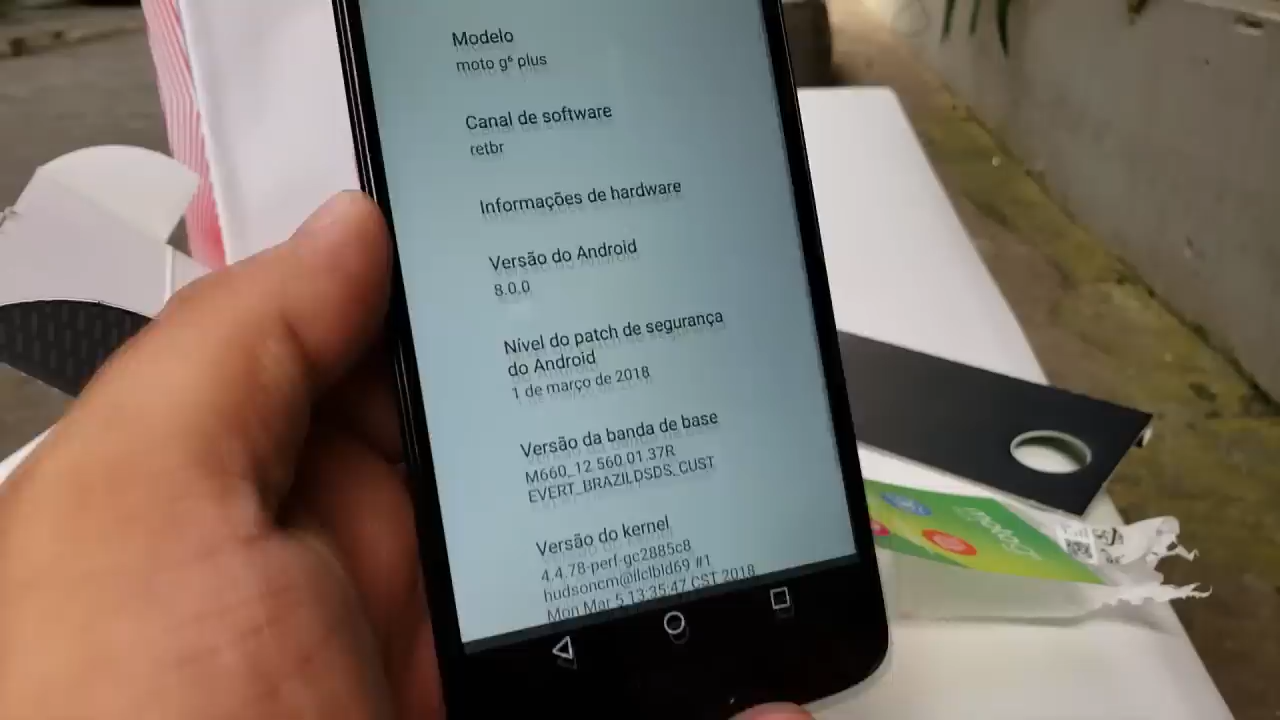 Modelo
moto g⁶ plus
Canal de software
retbr
Informações de hardware
Versão do Android
8.0.0
Nível do patch de segurança
do Android
1 de março de 2018
Versão da banda de base
M660_12 560.01.37R
EVERT_BRAZILDSDS_CUST
Versão do kernel
4.4.78-perf-gc2885c8
hudsoncm@ilclbld69 #1
Mon Mar 5 13:35:47 CST 2018